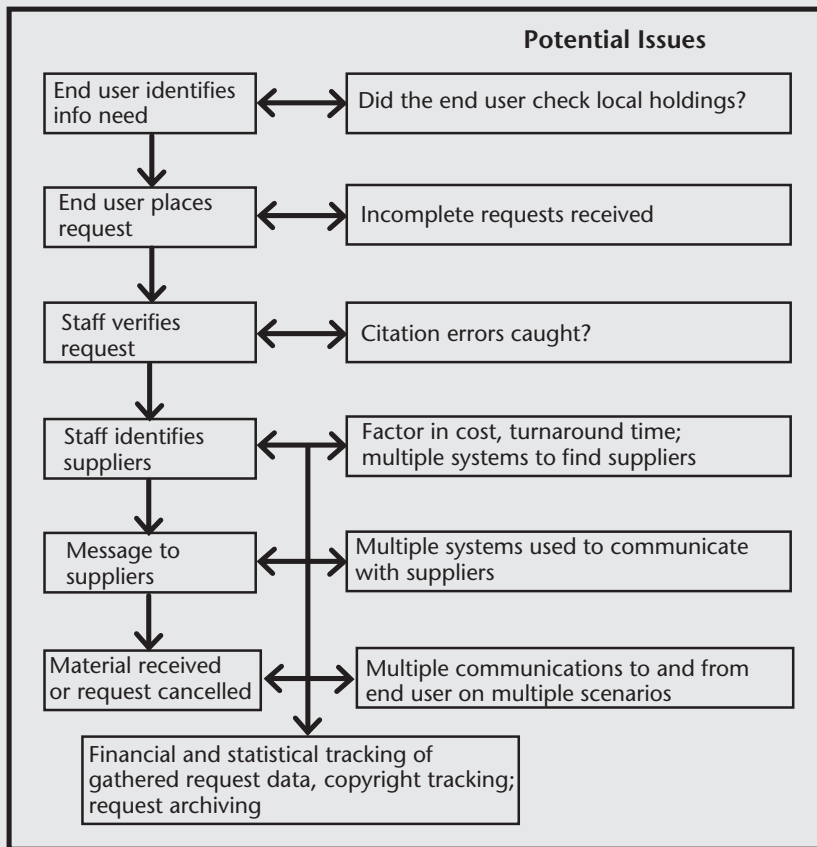 Potential Issues
End user identifies
info need
Did the end user check local holdings?
End user places
request
Incomplete requests received
Staff verifies
request
Citation errors caught?
Staff identifies
suppliers
Factor in cost, turnaround time;
multiple systems to find suppliers
Message to
suppliers
Multiple systems used to communicate
with suppliers
Material received
or request cancelled
Multiple communications to and from
end user on multiple scenarios
Financial and statistical tracking of
gathered request data, copyright tracking;
request archiving